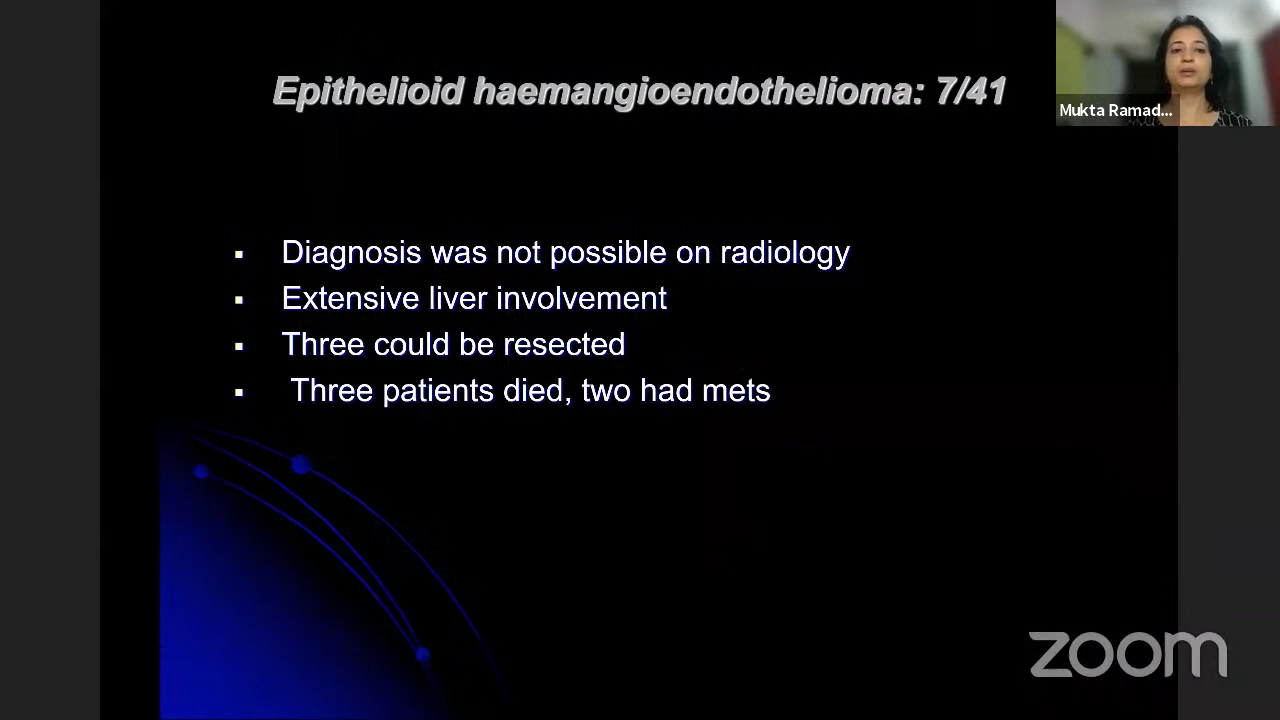 Epithelioid haemangioendothelioma: 7/41
Mukta Ramad...
Diagnosis was not possible on radiology
Extensive liver involvement
Three could be resected
Three patients died, two had mets
zoom